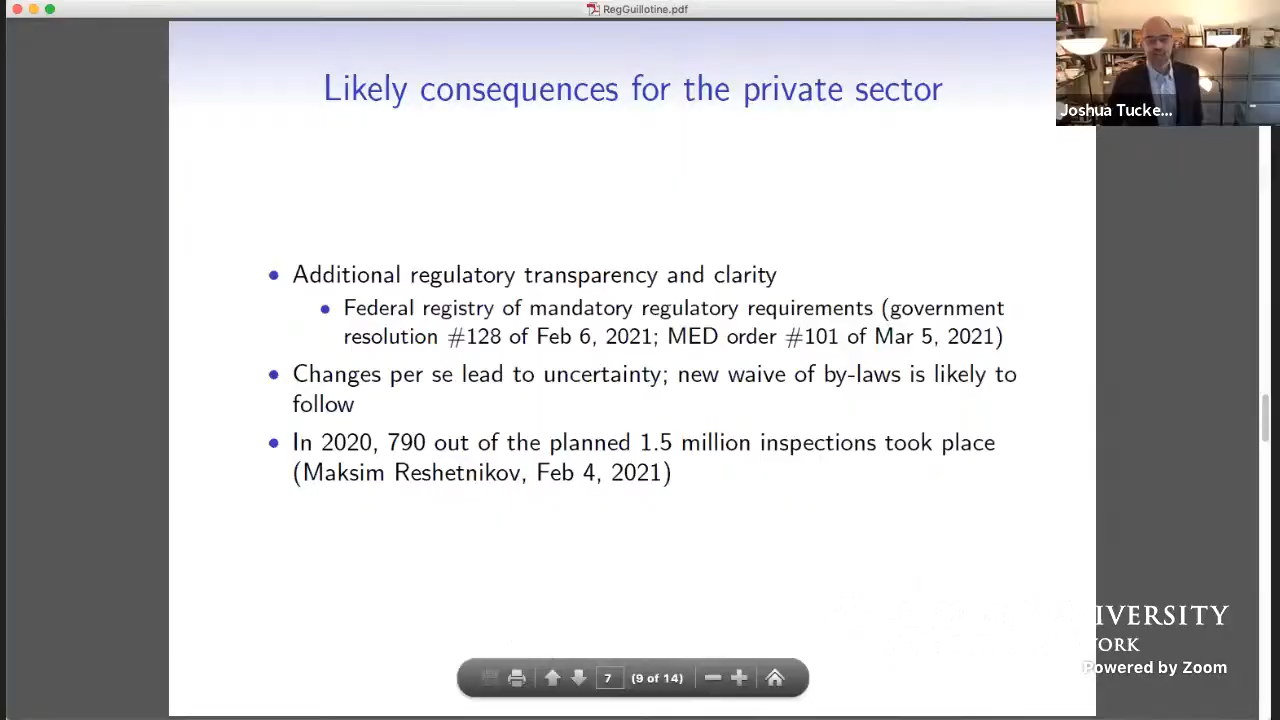 RegGuillotine.pdf
Likely consequences for the private sector
Joshua Tucke...
• Additional regulatory transparency and clarity
• Federal registry of mandatory regulatory requirements (government
resolution #128 of Feb 6, 2021; MED order #101 of Mar 5, 2021)
• Changes per se lead to uncertainty; new waive of by-laws is likely to
follow
• In 2020, 790 out of the planned 1.5 million inspections took place
(Maksim Reshetnikov, Feb 4, 2021)
IVERSITY
ORK
Powered by Zoom
7 (9 of 14)